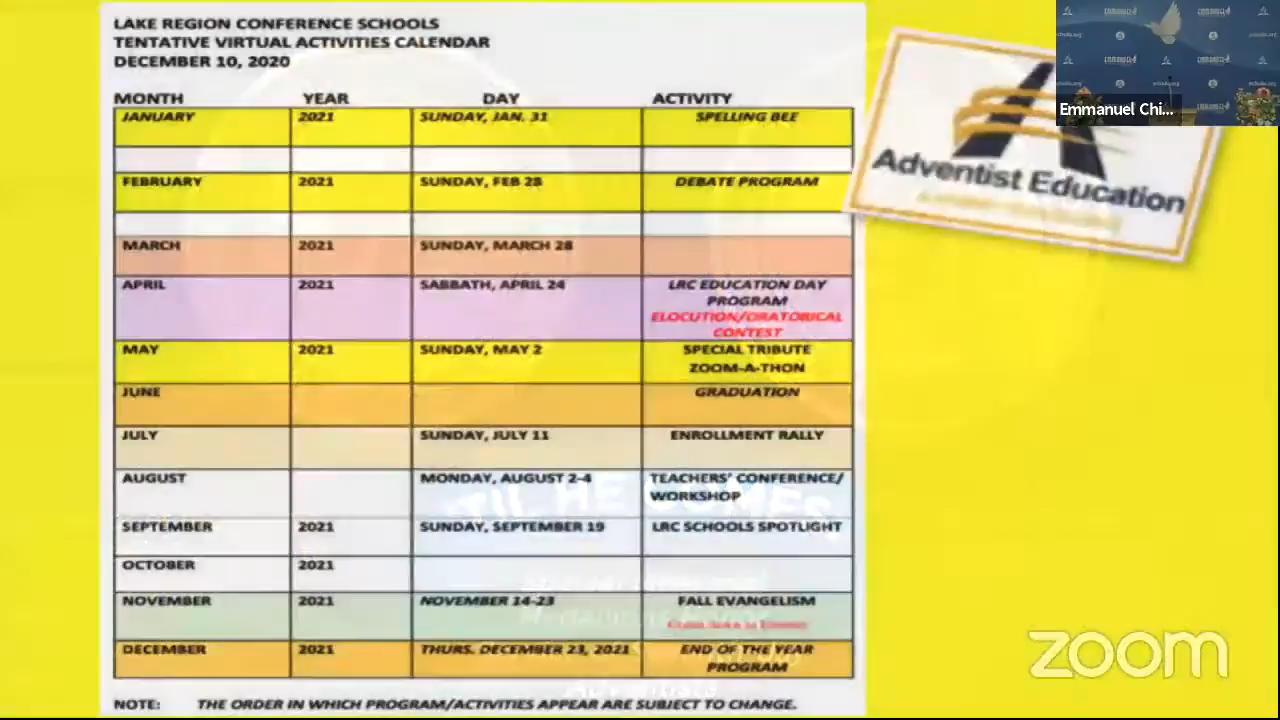 LAKE REGION CONFERENCE SCHOOLS
TENTATIVE VIRTUAL ACTIVITIES CALENDAR
DECEMBER 10, 2020
MONTH YEAR DAY ACTIVITY
JANUARY 2021 SUNDAY, JAN. 31 SPELLING BEE
FEBRUARY 2021 SUNDAY, FEB 28 DEBATE PROGRAM
MARCH 2021 SUNDAY, MARCH 28
APRIL 2021 SABBATH, APRIL 24 LRC EDUCATION DAY
PROGRAM
ELOCUTION/ORATORICAL
CONTEST
MAY 2021 SUNDAY, MAY 2 SPECIAL TRIBUTE
ZOOM-A-THON
JUNE GRADUATION
JULY SUNDAY, JULY 11 ENROLLMENT RALLY
AUGUST MONDAY, AUGUST 2-4 TEACHERS' CONFERENCE/
WORKSHOP
SEPTEMBER 2021 SUNDAY, SEPTEMBER 19 LRC SCHOOLS SPOTLIGHT
OCTOBER 2021
NOVEMBER 2021 NOVEMBER 14-23 FALL EVANGELISM
DECEMBER 2021 THURS. DECEMBER 23, 2021 END OF THE YEAR
PROGRAM
NOTE: THE ORDER IN WHICH PROGRAM/ACTIVITIES APPEAR ARE SUBJECT TO CHANGE.
TIL HE COMES
Adventist Education
Emmanuel Chi...
zoom